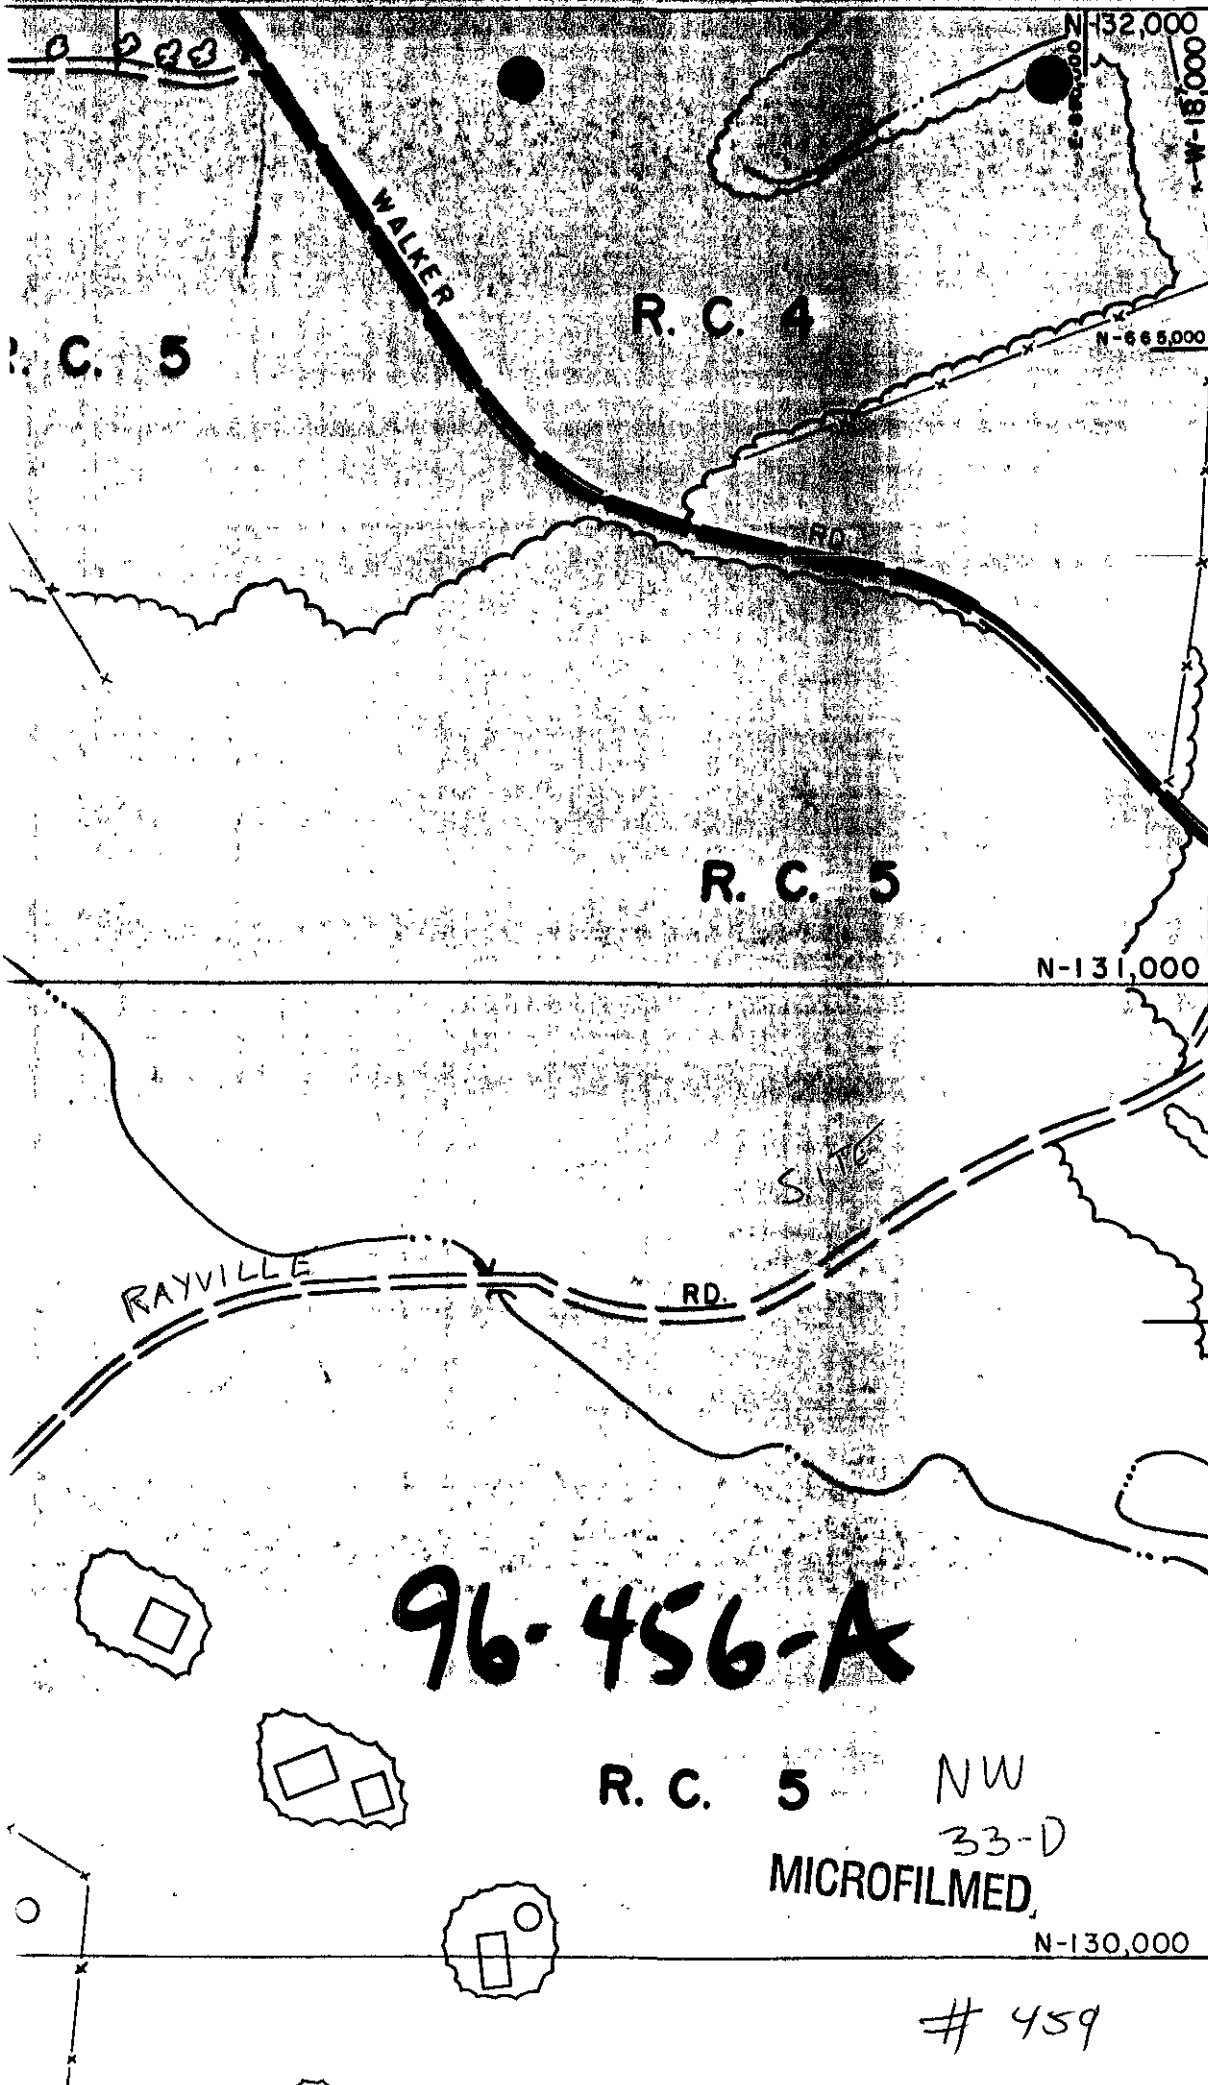 N-132,000
W-18,000
WALKER
R. C. 4
N-665,000
C. 5
RD.
R. C. 5
N-131,000
SITE
RAYVILLE
RD.
96-456-A
R. C. 5
NW
33-D
MICROFILMED
N-130,000
# 459